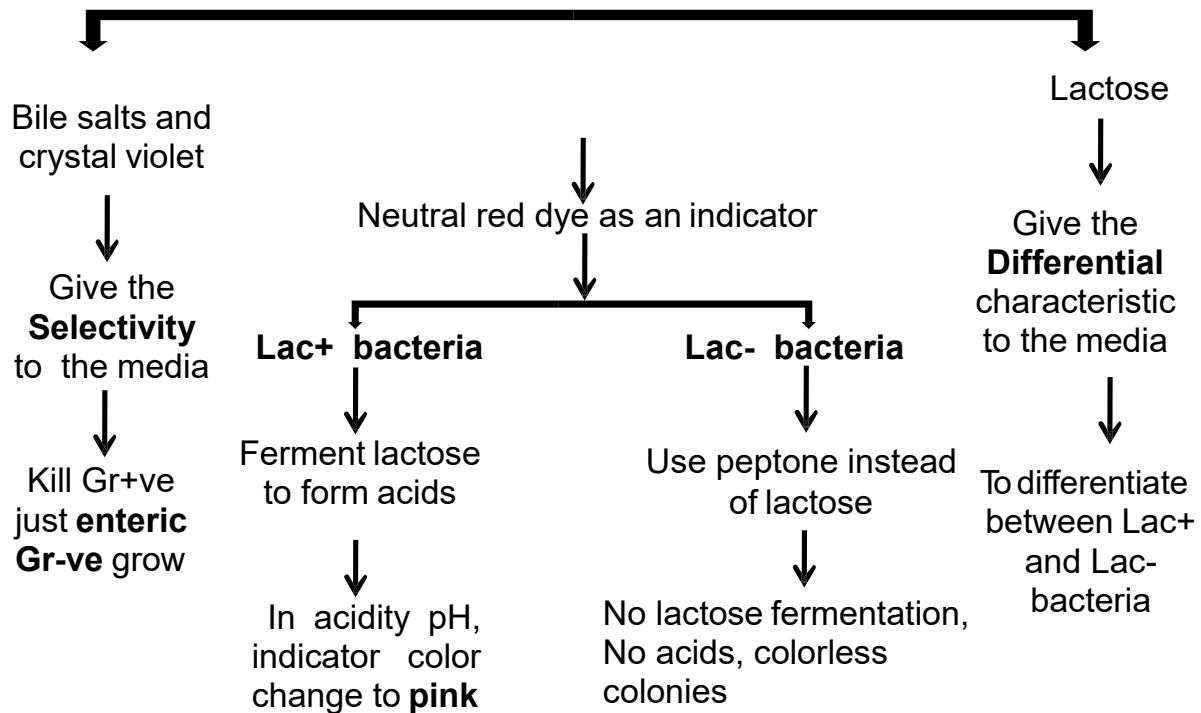 Bile salts and
crystal violet
Give the
Selectivity
to the media
Kill Gr+ve
just enteric
Gr-ve grow
Neutral red dye as an indicator
Lac+ bacteria
Ferment lactose
to form acids
In acidity pH,
indicator color
change to pink
Lac- bacteria
Use peptone instead
of lactose
No lactose fermentation,
No acids, colorless
colonies
Lactose
Give the
Differential
characteristic
to the media
To differentiate
between Lac+
and Lac-
bacteria